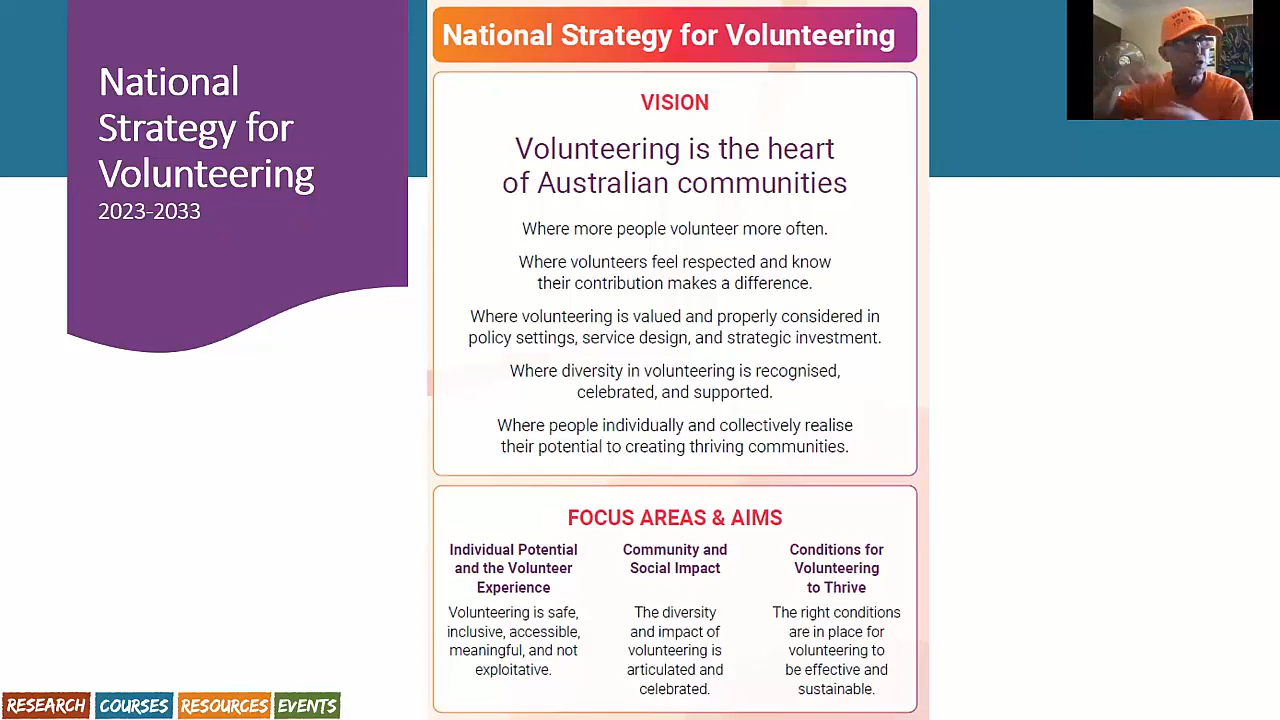 National
Strategy for
Volunteering
2023-2033
National Strategy for Volunteering
VISION
Volunteering is the heart
of Australian communities
Where more people volunteer more often.
Where volunteers feel respected and know
their contribution makes a difference.
Where volunteering is valued and properly considered in
policy settings, service design, and strategic investment.
Where diversity in volunteering is recognised,
celebrated, and supported.
Where people individually and collectively realise
their potential to creating thriving communities.
FOCUS AREAS & AIMS
Individual Potential
and the Volunteer
Experience
Volunteering is safe,
inclusive, accessible,
meaningful, and not
exploitative.
Community and
Social Impact
The diversity
and impact of
volunteering is
articulated and
celebrated.
Conditions for
Volunteering
to Thrive
The right conditions
are in place for
volunteering to
be effective and
sustainable.
RESEARCH COURSES RESOURCES EVENTS